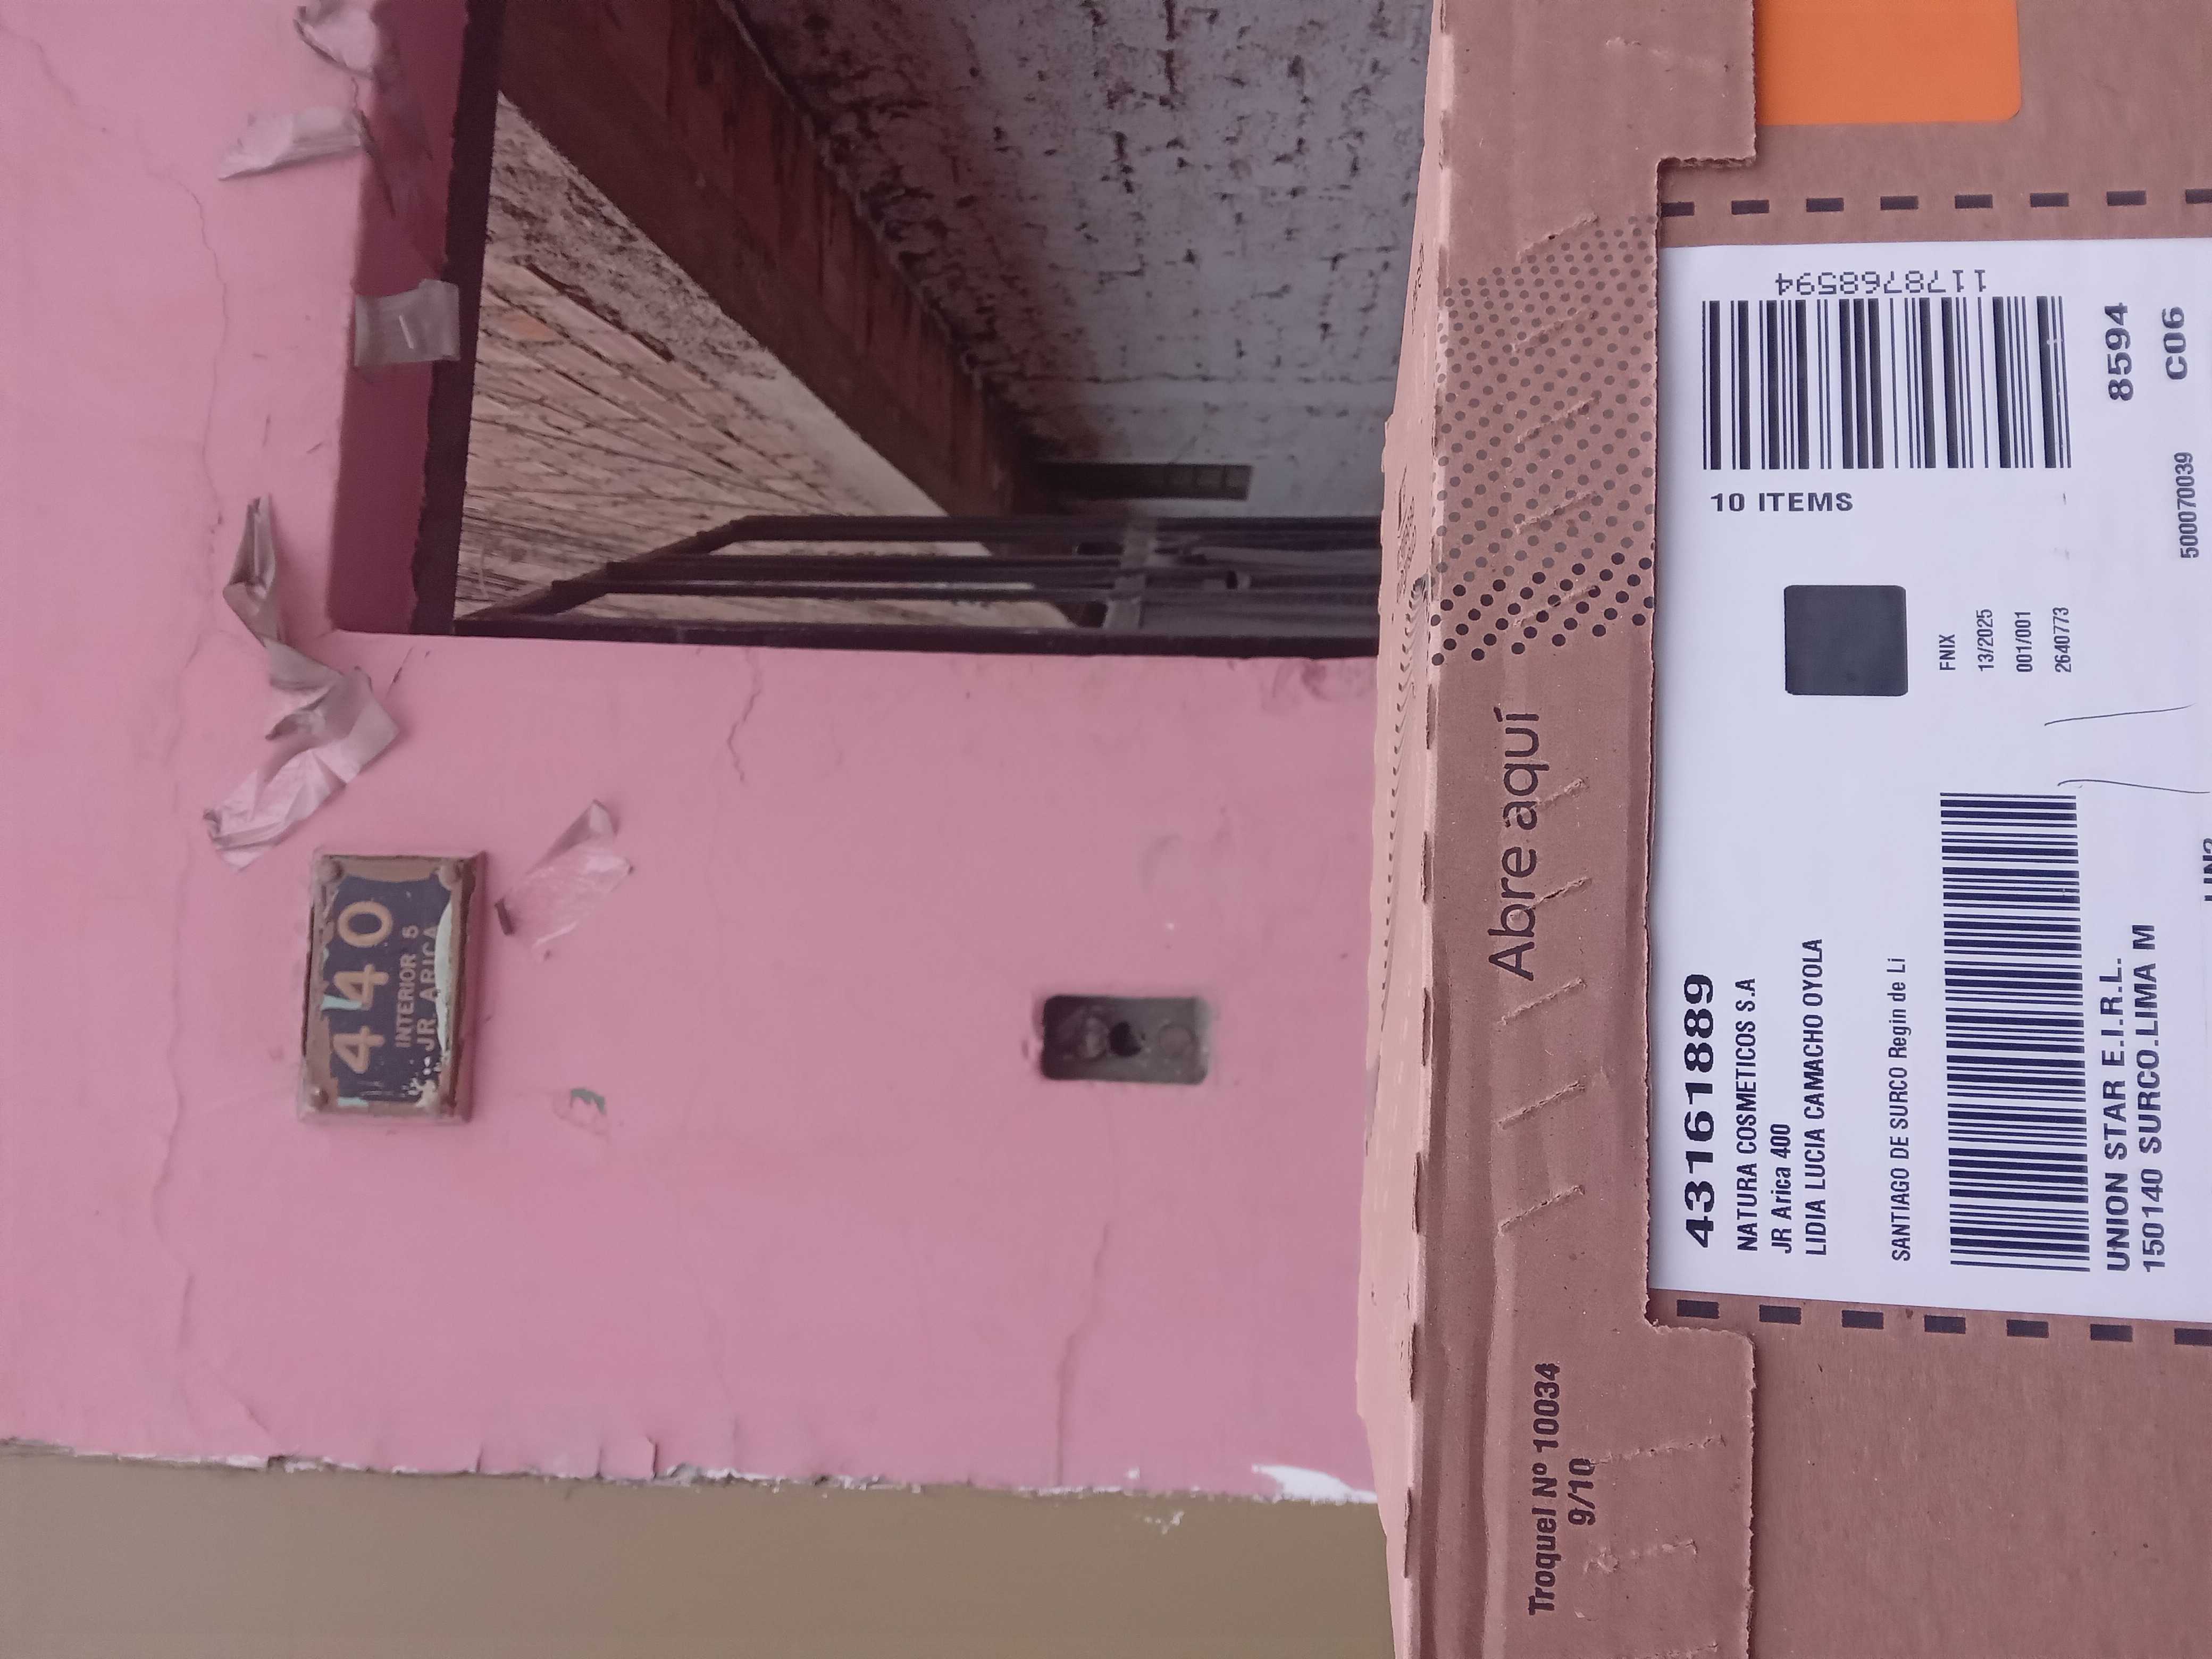 440
INTERIOR 5
JR. ARICA
Abre aquí
Troquel Nº 10034
9/10
43161889
NATURA COSMETICOS S.A
JR Arica 400
LIDIA LUCIA CAMACHO OYOLA
SANTIAGO DE SURCO Regin de Li
UNION STAR E.I.R.L.
150140 SURCO.LIMA M
FNIX
13/2025
001/001
2640773
10 ITEMS
1178768594
8594
C06
5000770039